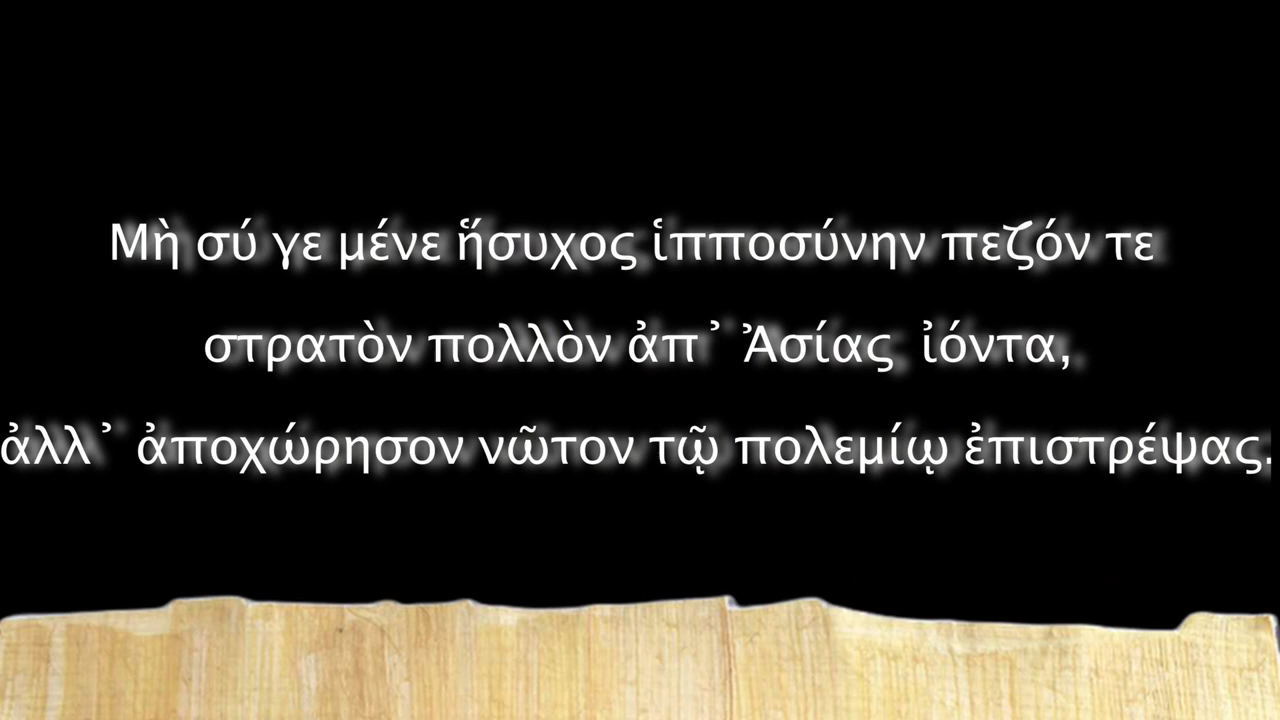 Μὴ σύ γε μένε ἥσυχος ἱπποσύνην πεζόν τε
στρατὸν πολλὸν ἀπ᾿ Ἀσίας ἰόντα,
ἀλλ᾿ ἀποχώρησον νῶτον τῷ πολεμίῳ ἐπιστρέψας.